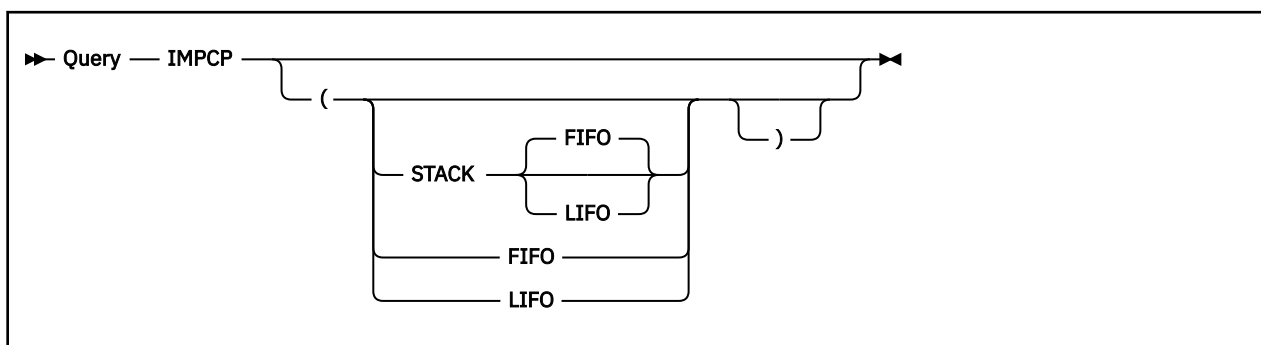 Query IMPCP
(
)
FIFO
STACK
LIFO
FIFO
LIFO